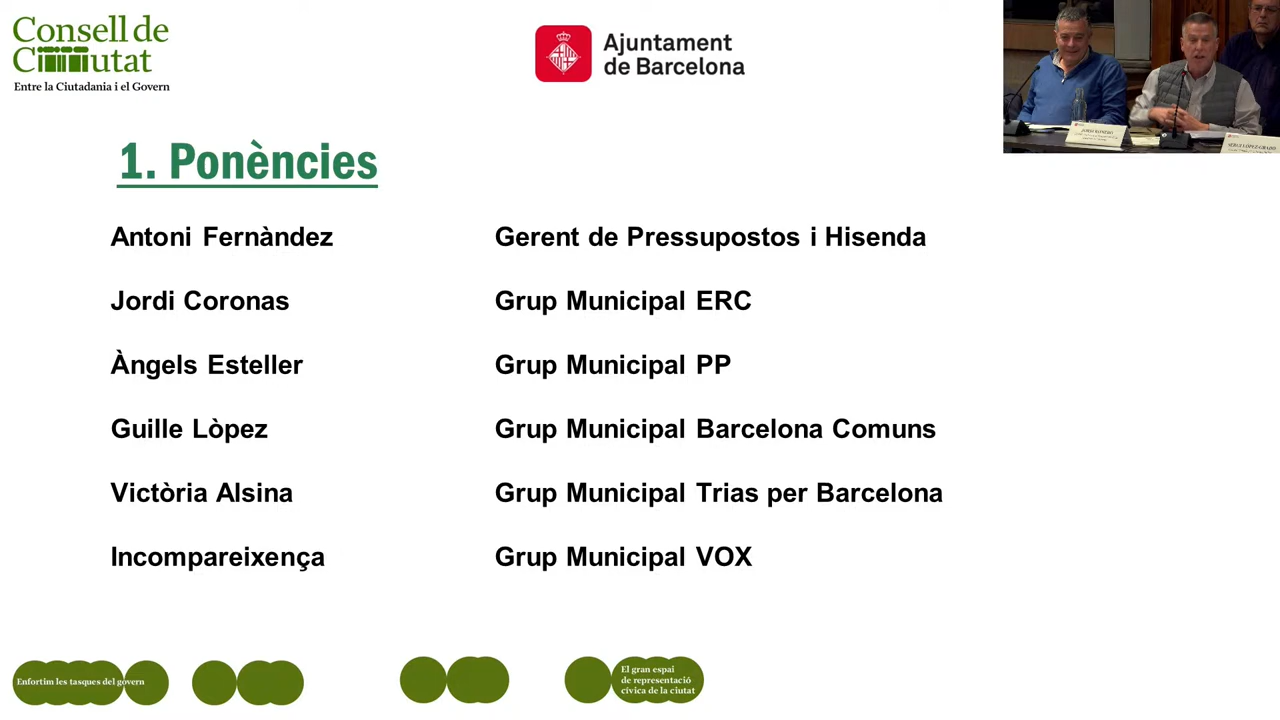 Consell de
Ciutat
Entre la Ciutadania i el Govern
Ajuntament
de Barcelona
1. Ponències
Antoni Fernàndez Gerent de Pressupostos i Hisenda
Jordi Coronas Grup Municipal ERC
Àngels Esteller Grup Municipal PP
Guille Lòpez Grup Municipal Barcelona Comuns
Victòria Alsina Grup Municipal Trias per Barcelona
Incompareixença Grup Municipal VOX
Enfortim les tasques del govern
El gran espai
de representació
cívica de la ciutat